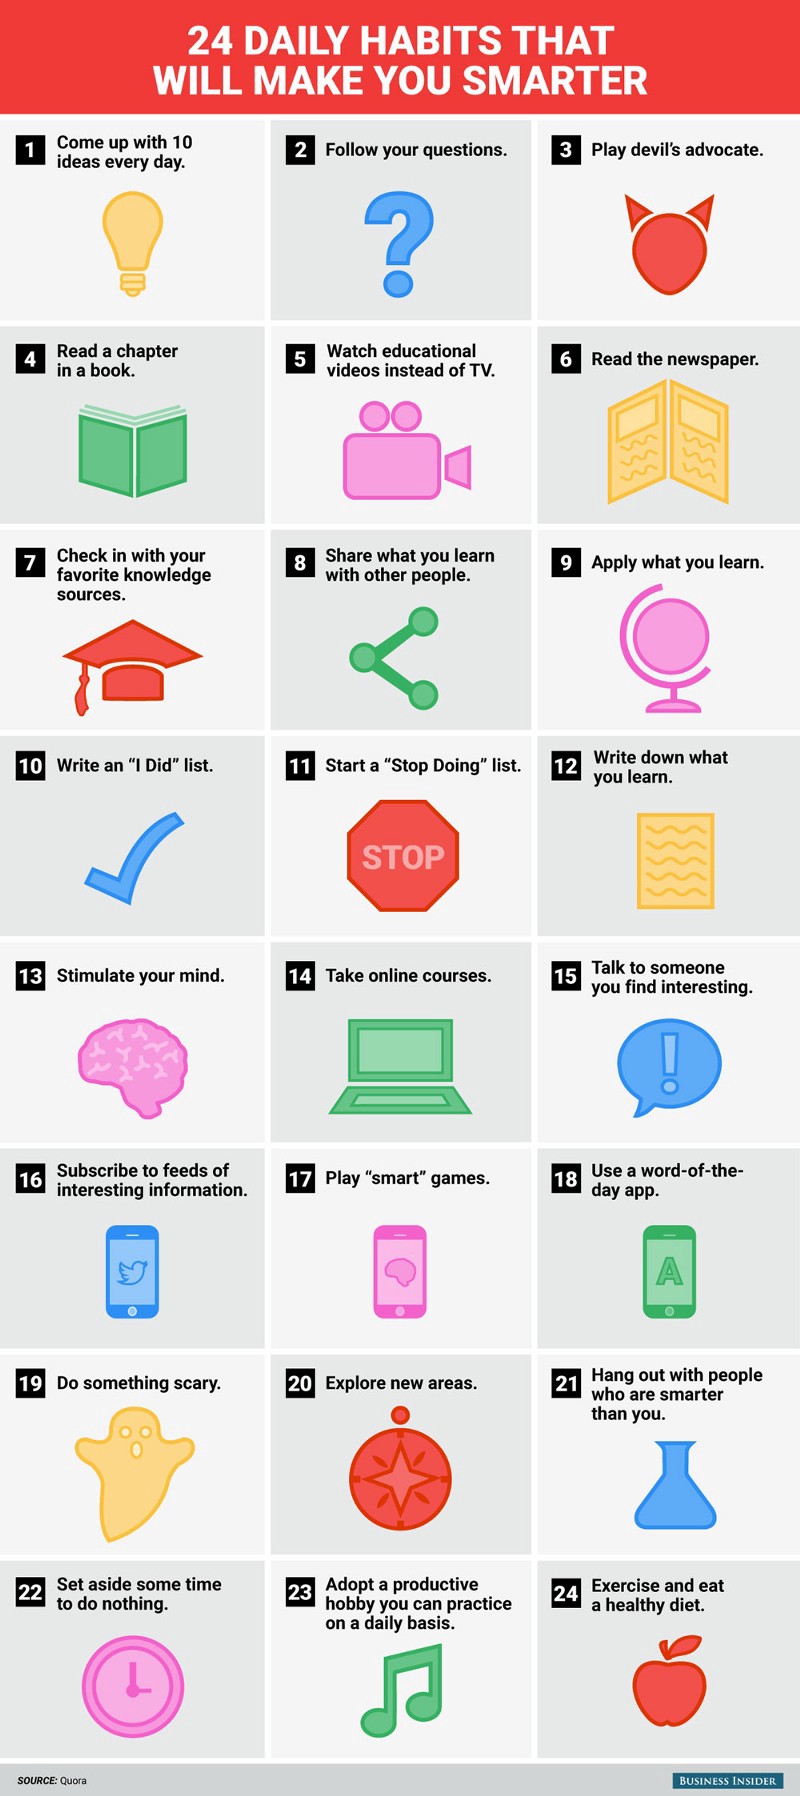 24 DAILY HABITS THAT
WILL MAKE YOU SMARTER
1
Come up with 10
ideas every day.
2
Follow your questions.
3
Play devil’s advocate.
4
Read a chapter
in a book.
5
Watch educational
videos instead of TV.
6
Read the newspaper.
7
Check in with your
favorite knowledge
sources.
8
Share what you learn
with other people.
9
Apply what you learn.
10
Write an “I Did” list.
11
Start a “Stop Doing” list.
STOP
12
Write down what
you learn.
13
Stimulate your mind.
14
Take online courses.
15
Talk to someone
you find interesting.
!
16
Subscribe to feeds of
interesting information.
17
Play “smart” games.
18
Use a word-of-the-
day app.
A
19
Do something scary.
20
Explore new areas.
21
Hang out with people
who are smarter
than you.
22
Set aside some time
to do nothing.
23
Adopt a productive
hobby you can practice
on a daily basis.
24
Exercise and eat
a healthy diet.
SOURCE: Quora
BUSINESS INSIDER